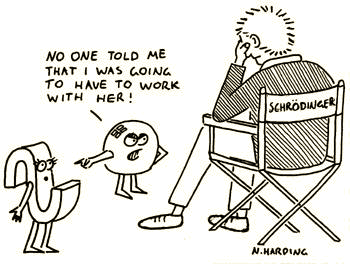 NO ONE TOLD ME
THAT I WAS GOING
TO HAVE TO WORK
WITH HER!
SCHRÖDINGER
N.HARDING